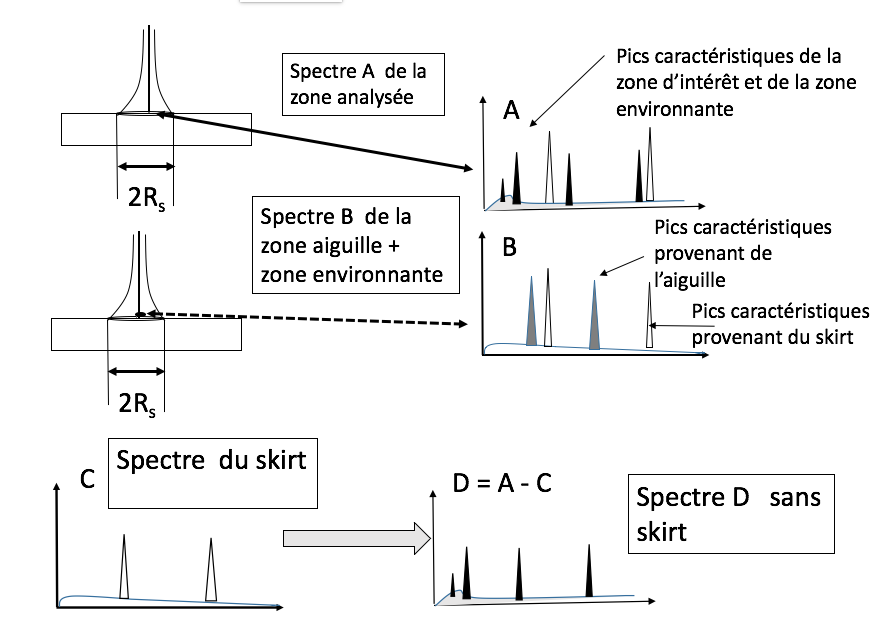 Spectre A de la
zone analysée
Pics caractéristiques de la
zone d’intérêt et de la zone
environnante
A
2Rs
Spectre B de la
zone aiguille +
zone environnante
B
Pics caractéristiques
provenant de
l’aiguille
Pics caractéristiques
provenant du skirt
2Rs
C
Spectre du skirt
D = A - C
Spectre D sans
skirt